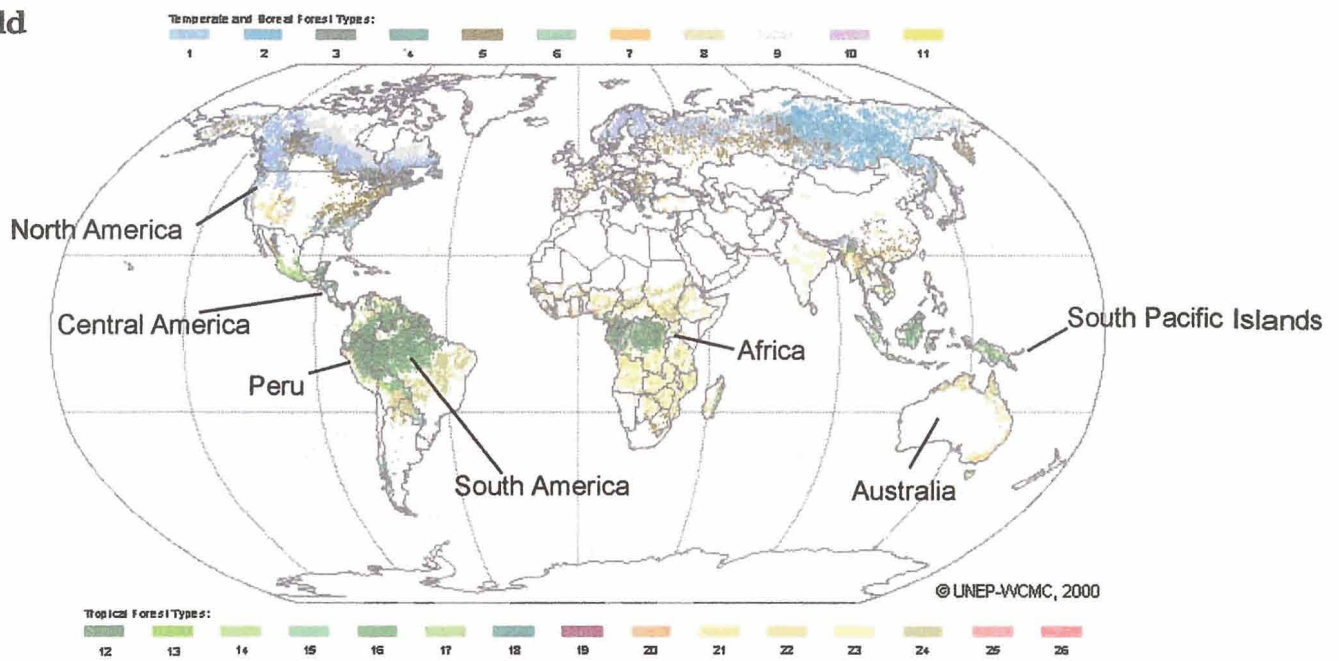 ld
Temperate and Boreal Forest Types:
1 2 3 4 5 6 7 8 9 10 11
North America
Central America
Peru
South America
Africa
South Pacific Islands
Australia
© UNEP-WCMC, 2000
Tropical Forest Types:
12 13 14 15 16 17 18 19 20 21 22 23 24 25 26